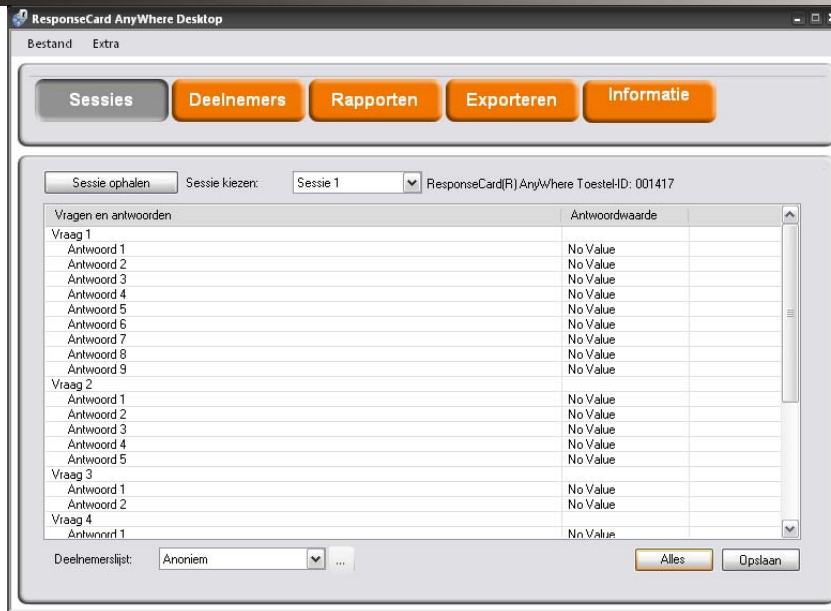 ResponseCard AnyWhere Desktop
Bestand Extra
Sessies Deelnemers Rapporten Exporteren Informatie
Sessie ophalen Sessie kiezen: Sessie 1 ResponseCard(R) AnyWhere Toestel-ID: 001417
Vragen en antwoorden Antwoordwaarde
Vraag 1
Antwoord 1 No Value
Antwoord 2 No Value
Antwoord 3 No Value
Antwoord 4 No Value
Antwoord 5 No Value
Antwoord 6 No Value
Antwoord 7 No Value
Antwoord 8 No Value
Antwoord 9 No Value
Vraag 2
Antwoord 1 No Value
Antwoord 2 No Value
Antwoord 3 No Value
Antwoord 4 No Value
Antwoord 5 No Value
Vraag 3
Antwoord 1 No Value
Antwoord 2 No Value
Vraag 4
Antwoord 1 No Value
Deelnemerslijst: Anoniem ... Alles Opslaan